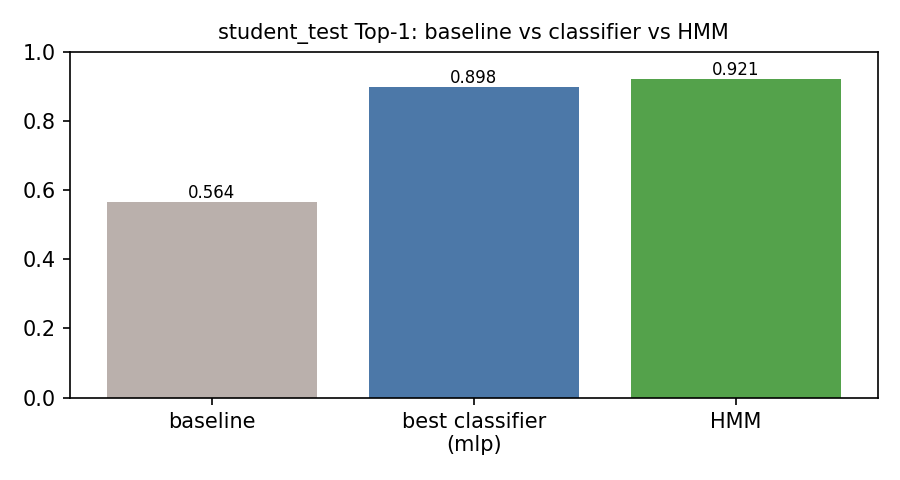 student_test Top-1: baseline vs classifier vs HMM
1.0
0.8
0.6
0.4
0.2
0.0
0.564
0.898
0.921
baseline
best classifier
(mlp)
HMM